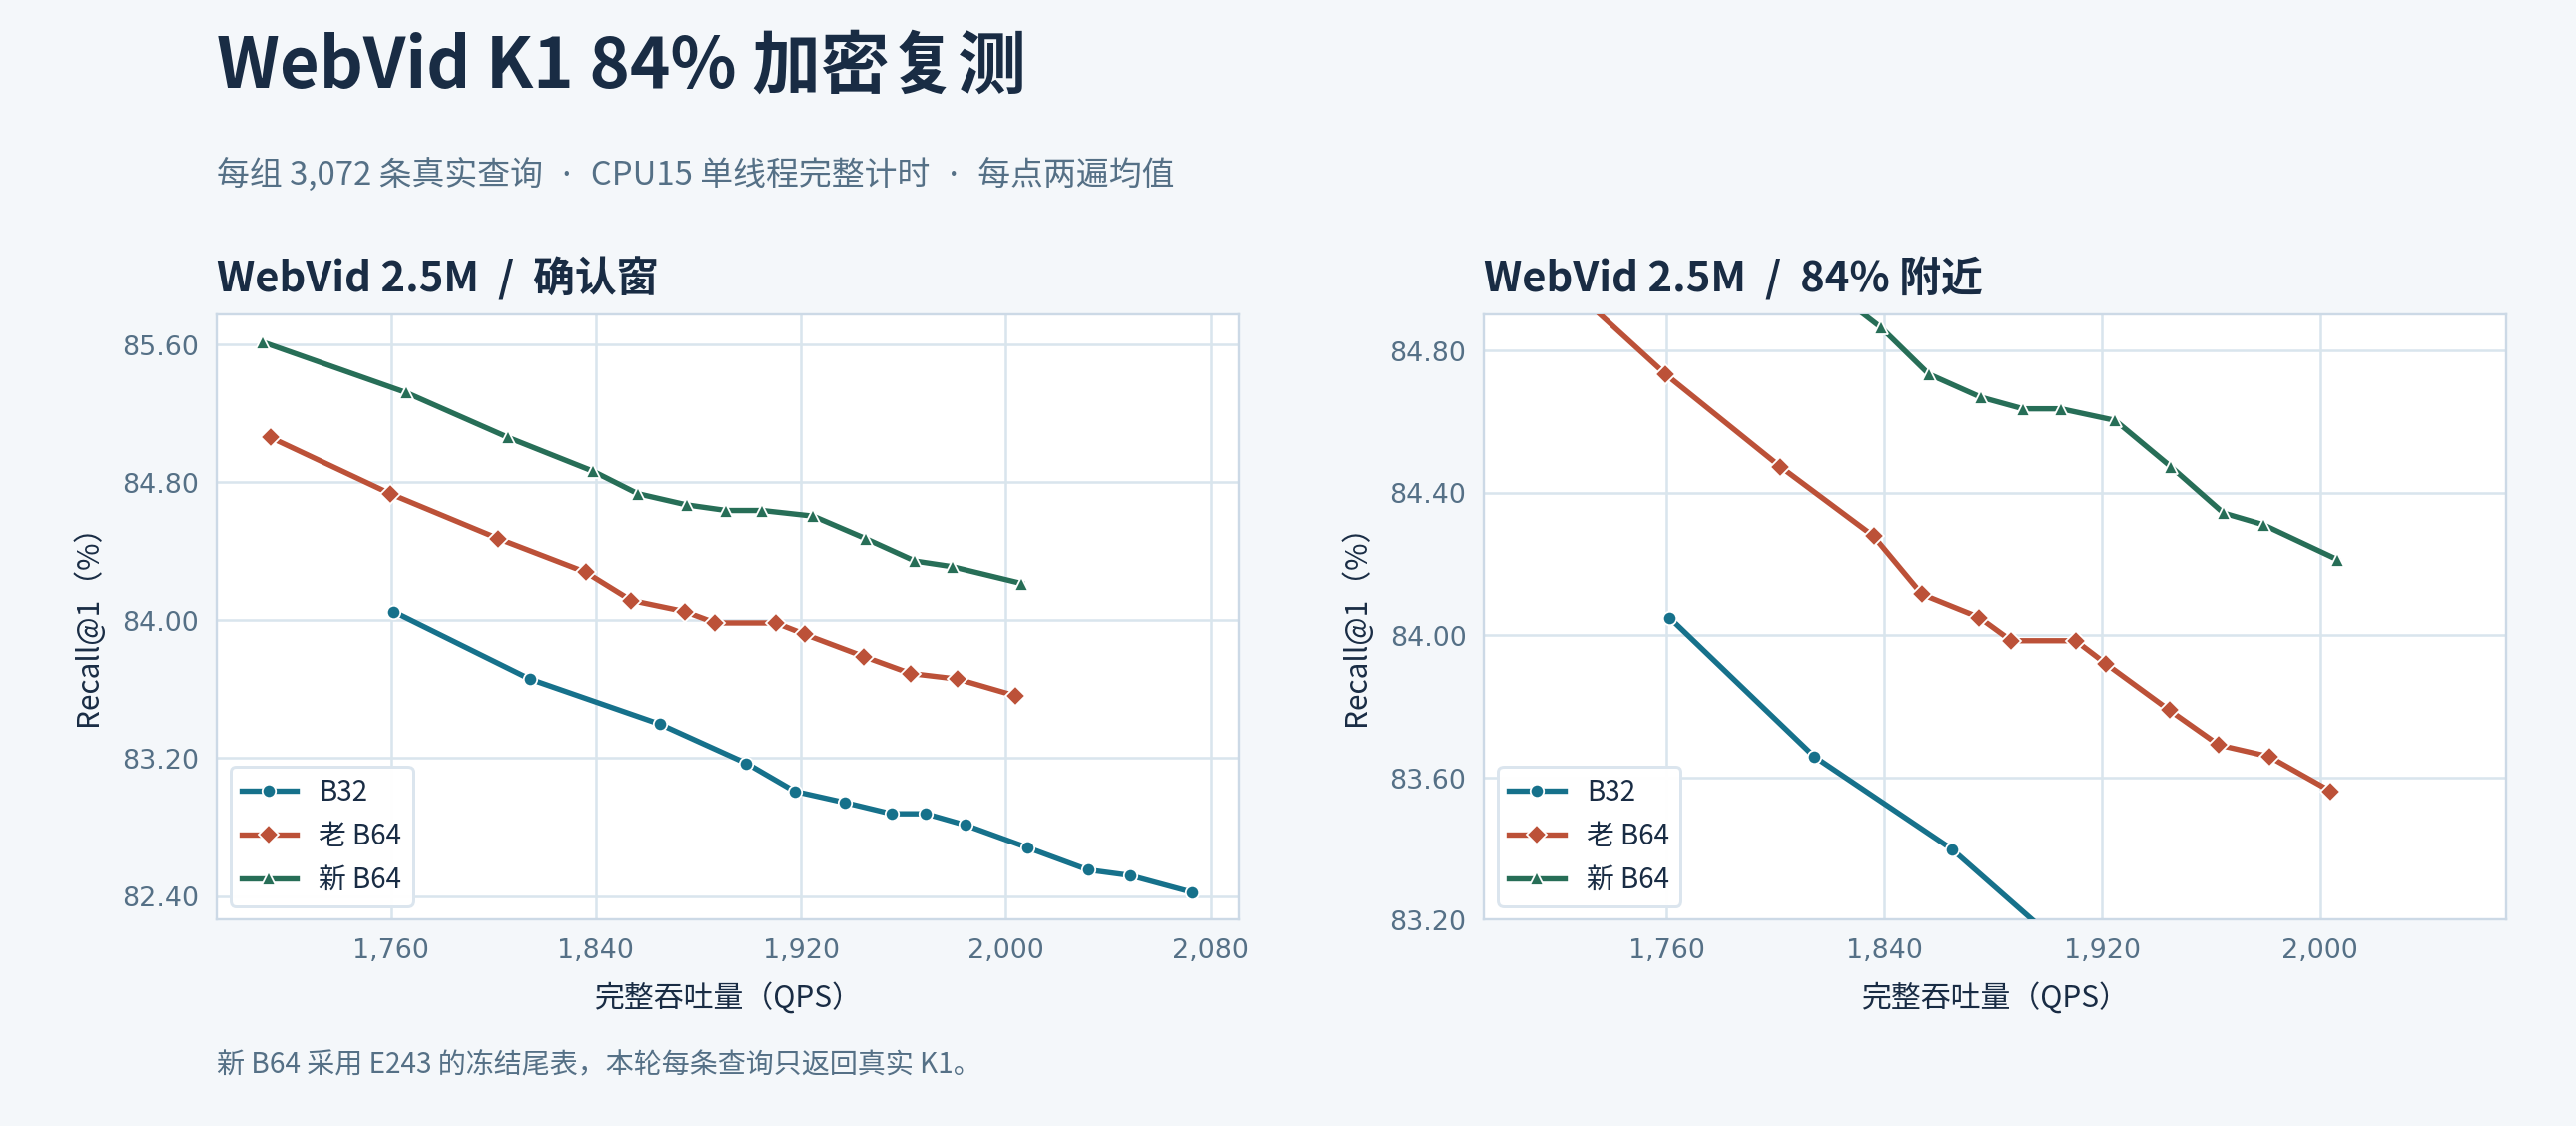 WebVid K1 84% 加密复测
每组 3,072 条真实查询 · CPU15 单线程完整计时 · 每点两遍均值
WebVid 2.5M / 确认窗
85.60
84.80
84.00
83.20
82.40
Recall@1（%）
B32
老 B64
新 B64
1,760
1,840
1,920
2,000
2,080
完整吞吐量（QPS）
WebVid 2.5M / 84% 附近
84.80
84.40
84.00
83.60
83.20
Recall@1（%）
B32
老 B64
新 B64
1,760
1,840
1,920
2,000
完整吞吐量（QPS）
新 B64 采用 E243 的冻结尾表，本轮每条查询只返回真实 K1。